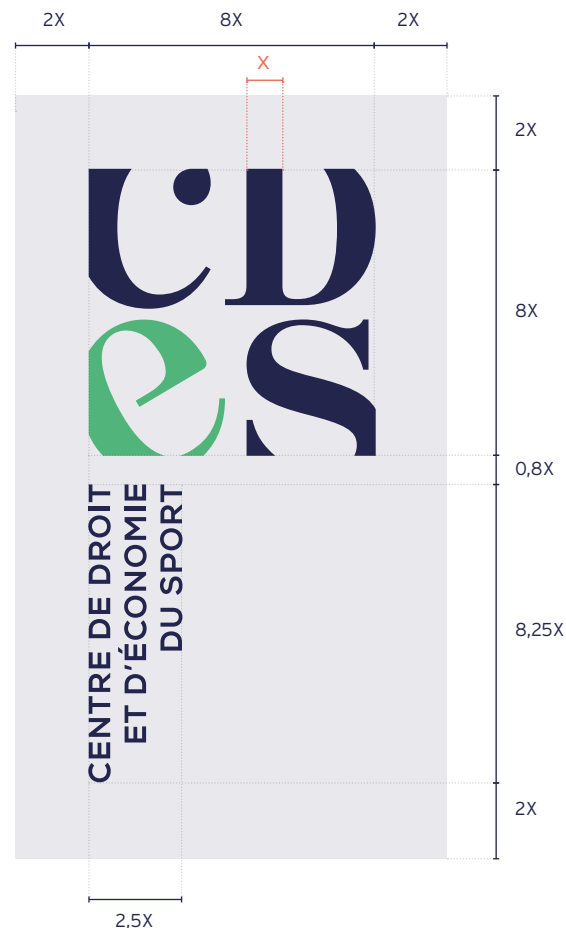 2X 8X 2X
X
2X
CD
8X
es
0,8X
CENTRE DE DROIT
ET D'ÉCONOMIE
DU SPORT
8,25X
2X
2,5X